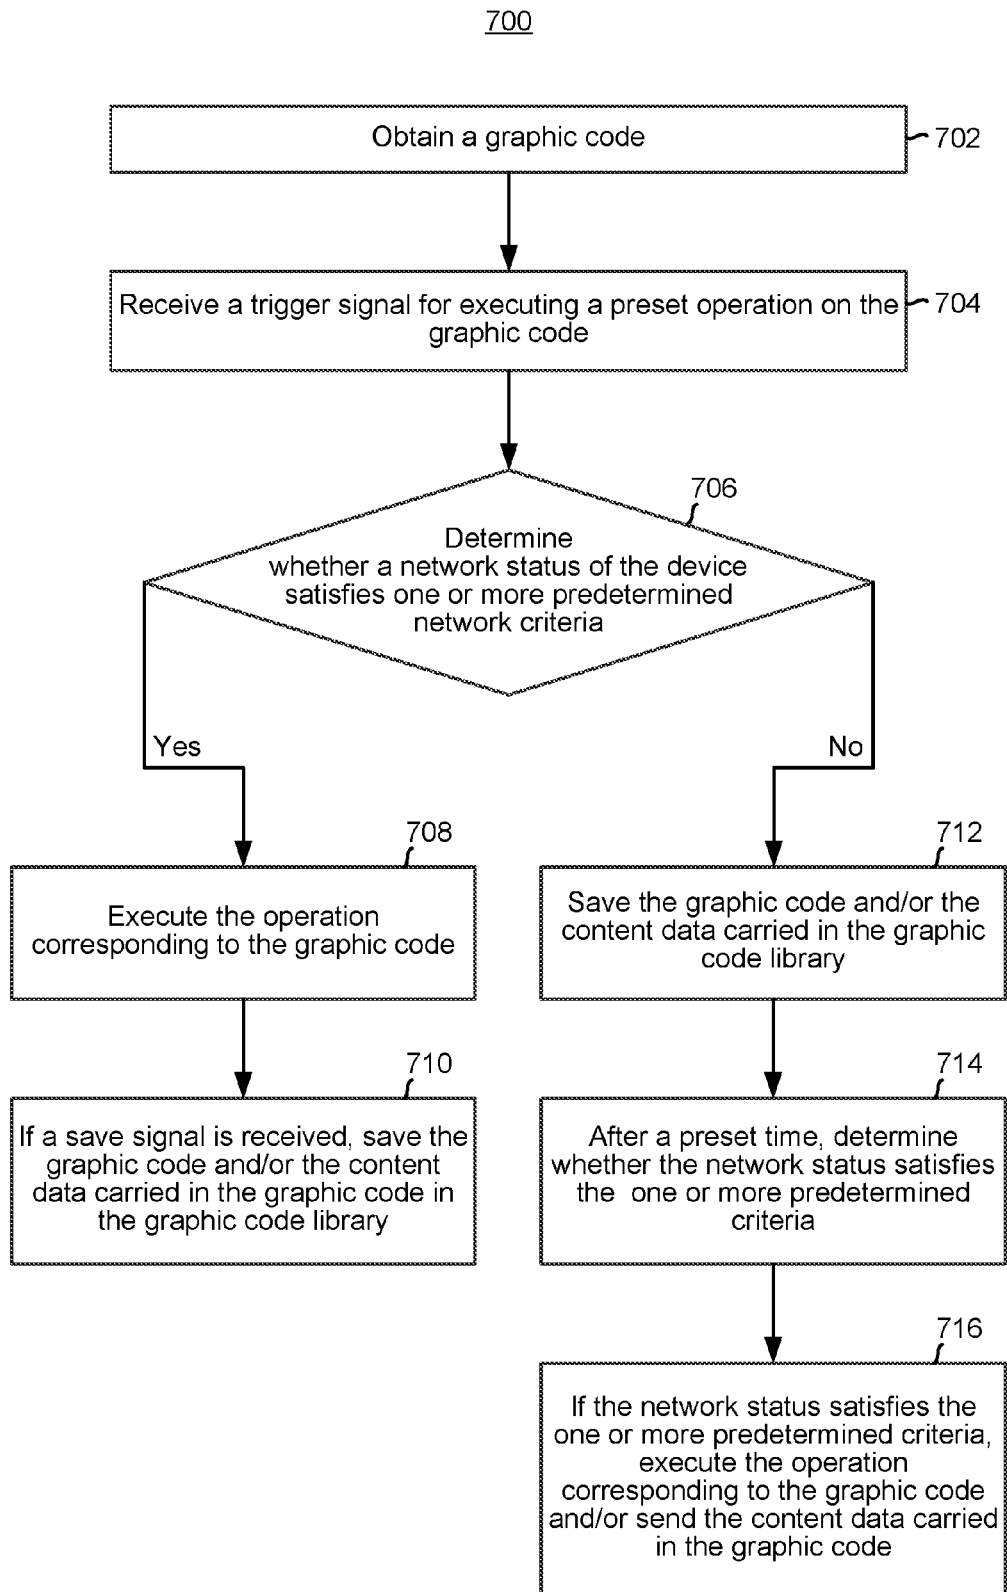 700
Obtain a graphic code
702
Receive a trigger signal for executing a preset operation on the
graphic code
704
706
Determine
whether a network status of the device
satisfies one or more predetermined
network criteria
Yes
No
708
Execute the operation
corresponding to the graphic code
712
Save the graphic code and/or the
content data carried in the graphic
code library
710
If a save signal is received, save the
graphic code and/or the content
data carried in the graphic code in
the graphic code library
714
After a preset time, determine
whether the network status satisfies
the one or more predetermined
criteria
716
If the network status satisfies the
one or more predetermined criteria,
execute the operation
corresponding to the graphic code
and/or send the content data carried
in the graphic code